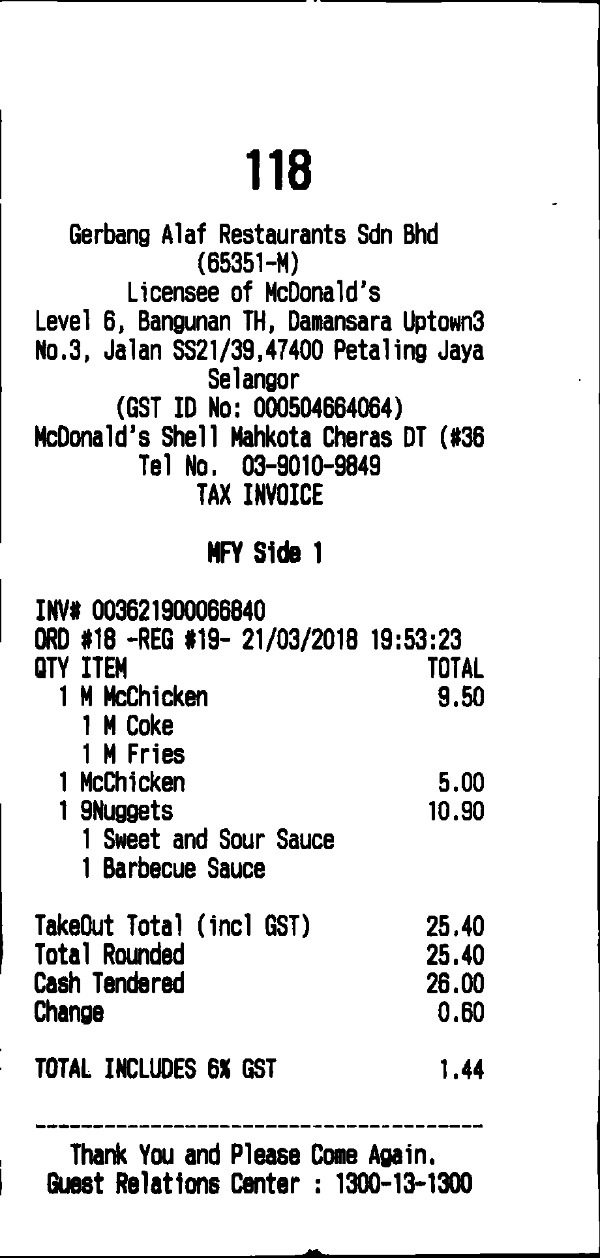 118
Gerbang Alaf Restaurants Sdn Bhd
(65351-M)
Licensee of McDonald's
Level 6, Bangunan TH, Damansara Uptown3
No.3, Jalan SS21/39,47400 Petaling Jaya
Selangor
(GST ID No: 000504664064)
McDonald's Shell Mahkota Cheras DT (#36
Tel No. 03-9010-9849
TAX INVOICE
MFY Side 1
INV# 003621900066840
ORD #18 -REG #19- 21/03/2018 19:53:23
QTY ITEM TOTAL
1 M McChicken 9.50
1 M Coke
1 M Fries
1 McChicken 5.00
1 9Nuggets 10.90
1 Sweet and Sour Sauce
1 Barbecue Sauce
TakeOut Total (incl GST) 25.40
Total Rounded 25.40
Cash Tendered 26.00
Change 0.60
TOTAL INCLUDES 6% GST 1.44
---------------------------------------
Thank You and Please Come Again.
Guest Relations Center : 1300-13-1300